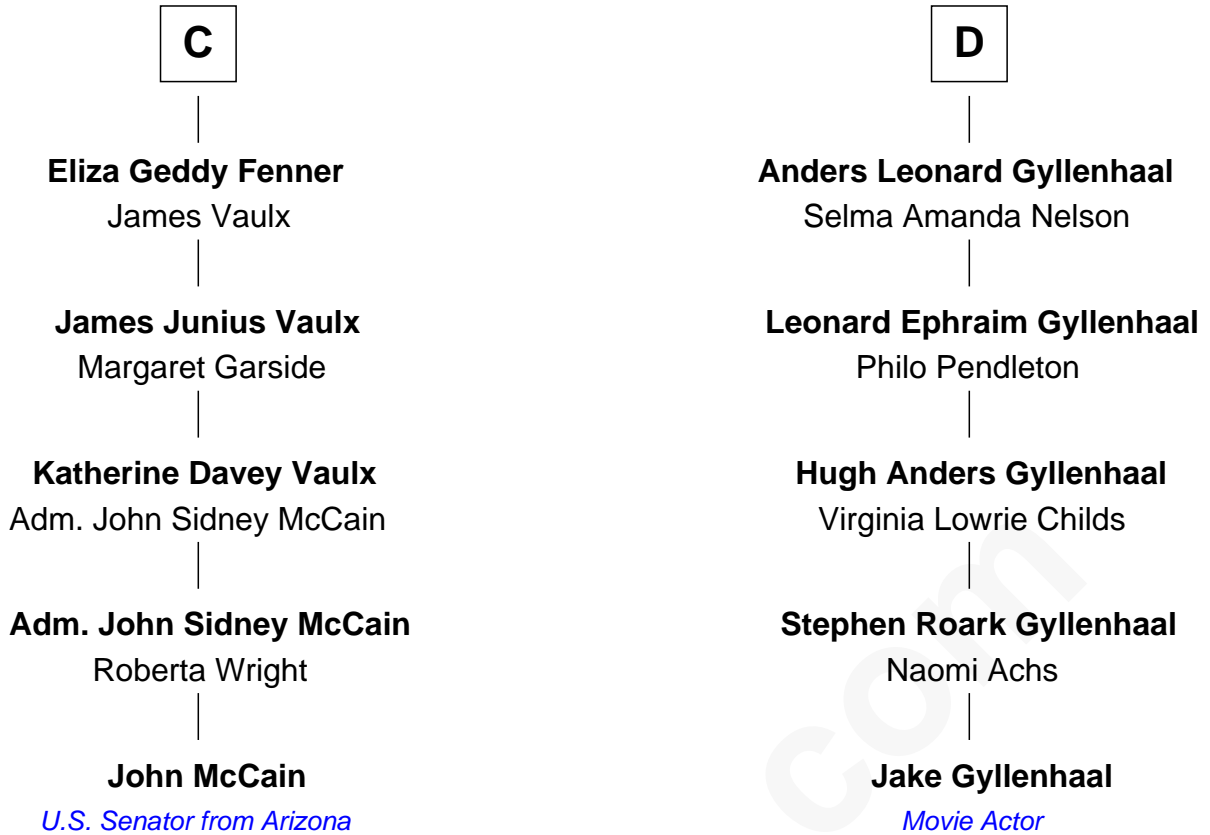 C
Eliza Geddy Fenner
James Vaulx
James Junius Vaulx
Margaret Garside
Katherine Davey Vaulx
Adm. John Sidney McCain
Adm. John Sidney McCain
Roberta Wright
John McCain
U.S. Senator from Arizona
D
Anders Leonard Gyllenhaal
Selma Amanda Nelson
Leonard Ephraim Gyllenhaal
Philo Pendleton
Hugh Anders Gyllenhaal
Virginia Lowrie Childs
Stephen Roark Gyllenhaal
Naomi Achs
Jake Gyllenhaal
Movie Actor
com